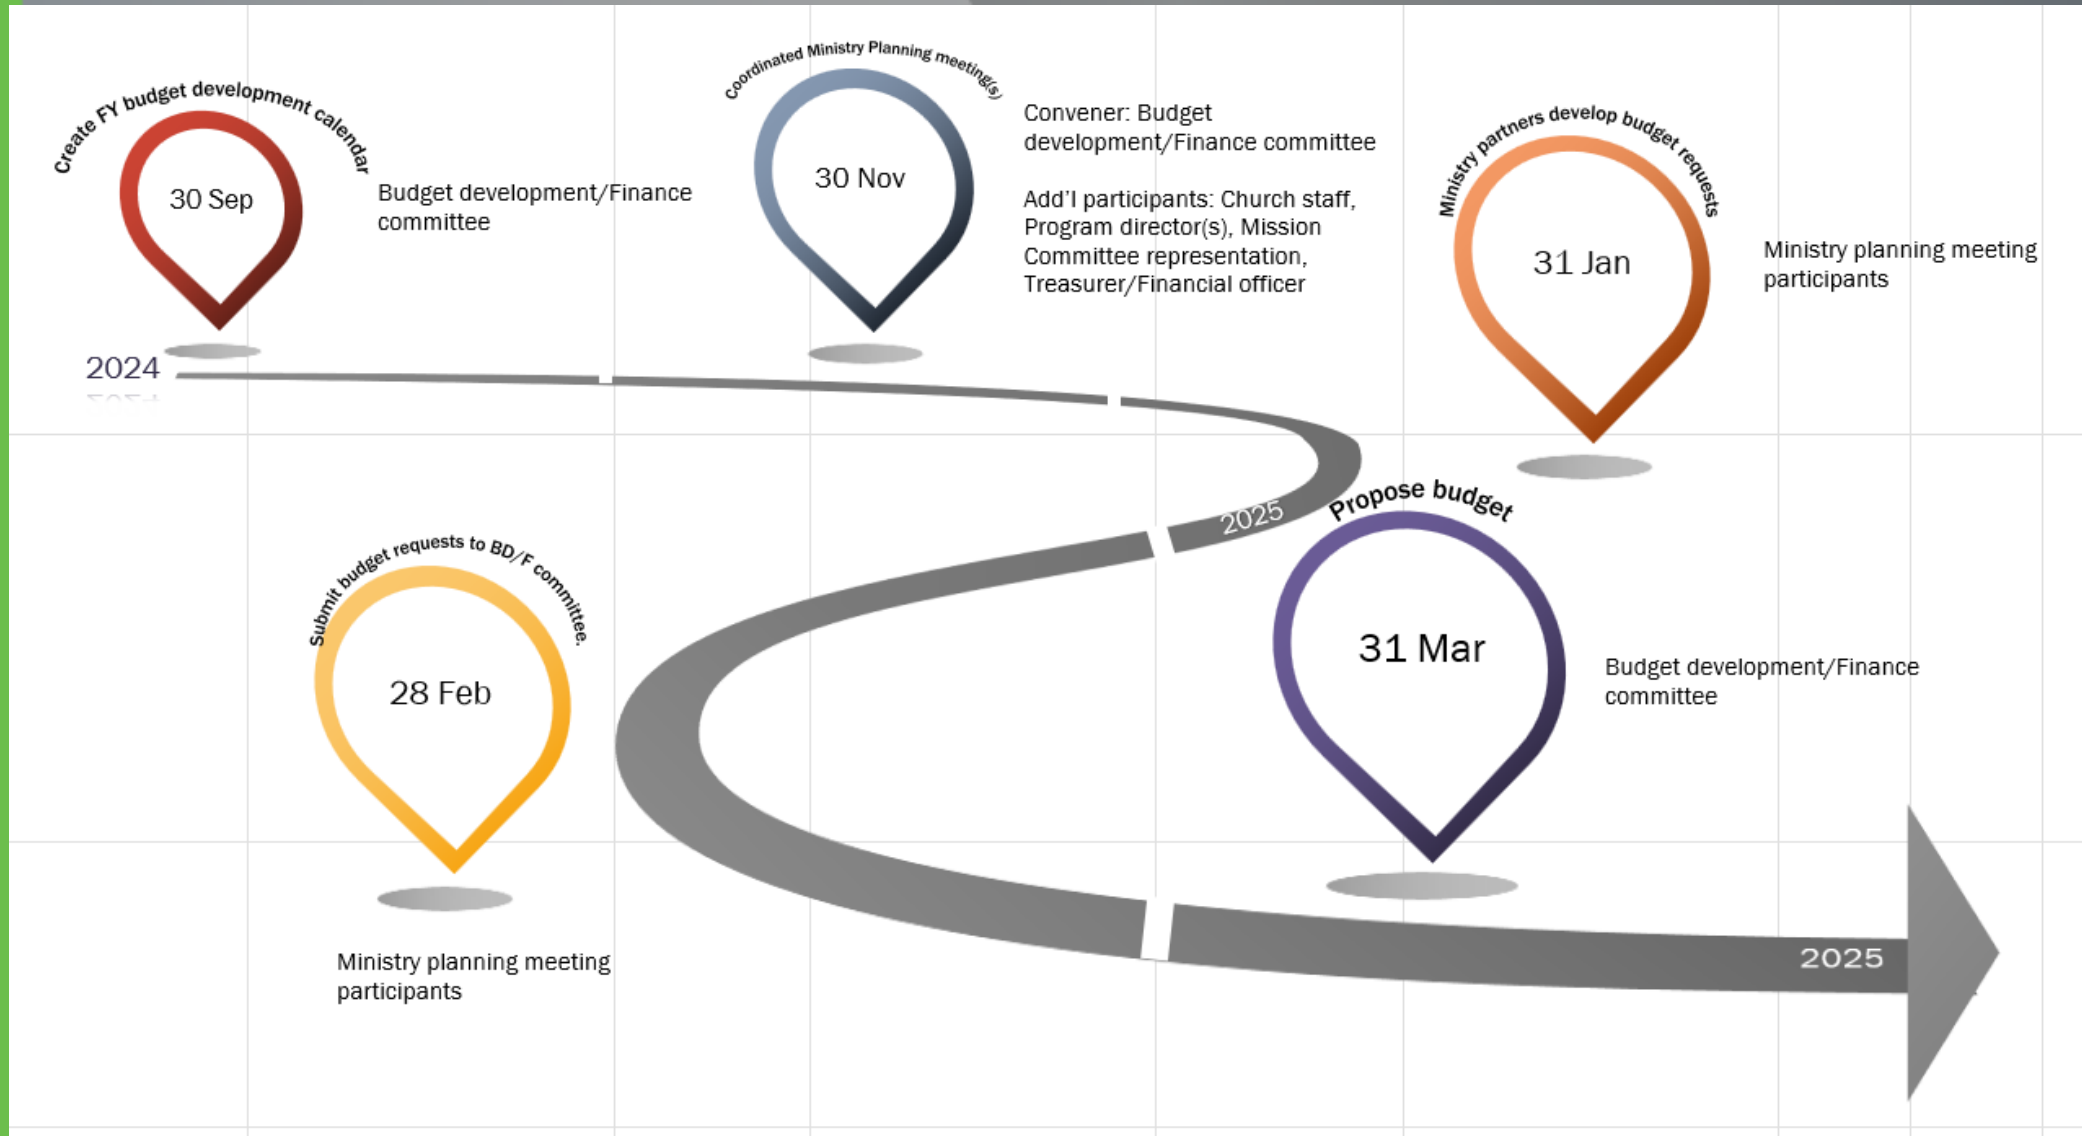 Create FY budget development calendar
30 Sep
Budget development/Finance
committee
Coordinated Ministry Planning meeting(s)
30 Nov
Convener: Budget
development/Finance committee
Add'l participants: Church staff,
Program director(s), Mission
Committee representation,
Treasurer/Financial officer
Ministry partners develop budget requests
31 Jan
Ministry planning meeting
participants
2024
2025
Submit budget requests to BD/F committee.
28 Feb
Ministry planning meeting
participants
Propose budget
31 Mar
Budget development/Finance
committee
2025